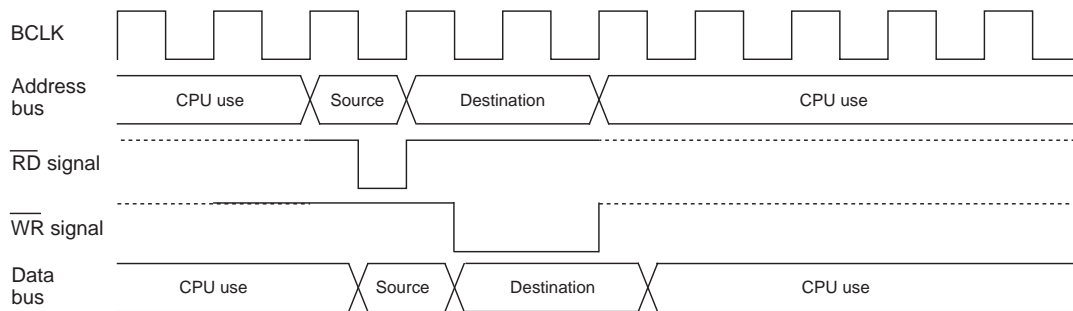 BCLK
Address bus
CPU use
Source
Destination
CPU use
RD signal
WR signal
Data bus
CPU use
Source
Destination
CPU use